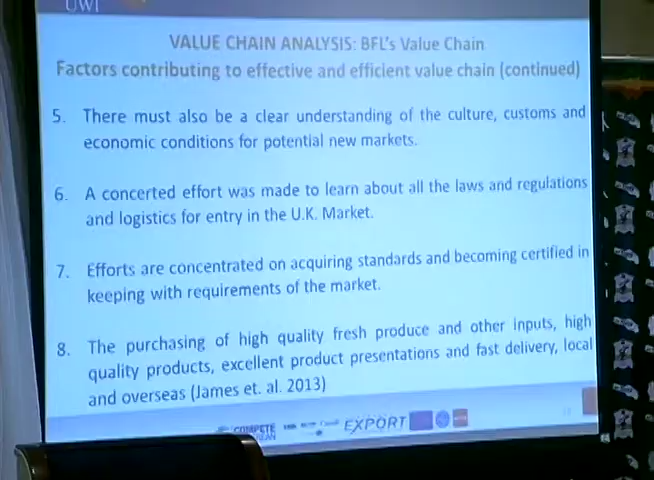 UWI
VALUE CHAIN ANALYSIS: BFL's Value Chain
Factors contributing to effective and efficient value chain (continued)
5. There must also be a clear understanding of the culture, customs and
economic conditions for potential new markets.
6. A concerted effort was made to learn about all the laws and regulations
and logistics for entry in the U.K. Market.
7. Efforts are concentrated on acquiring standards and becoming certified in
keeping with requirements of the market.
8. The purchasing of high quality fresh produce and other inputs, high
quality products, excellent product presentations and fast delivery, local
and overseas (James et. al. 2013)
COMPETE
EXPORT